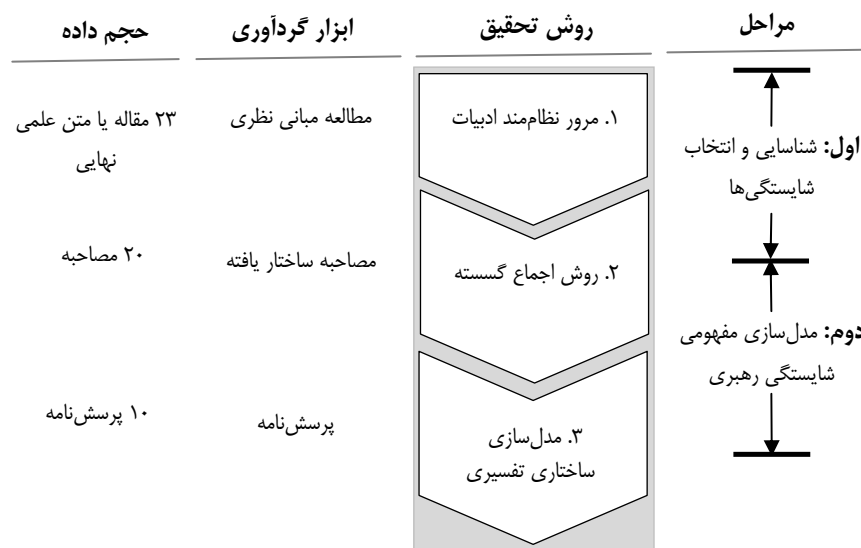 مراحل
روش تحقیق
ابزار گردآوری
حجم داده
اول: شناسایی و انتخاب
شایستگی‌ها
۱. مرور نظام‌مند ادبیات
مطالعه مبانی نظری
۲۳ مقاله یا متن علمی
نهایی
۲. روش اجماع گسسته
مصاحبه ساختار یافته
۲۰ مصاحبه
دوم: مدل‌سازی مفهومی
شایستگی رهبری
۳. مدل‌سازی
ساختاری تفسیری
پرسش‌نامه
۱۰ پرسش‌نامه